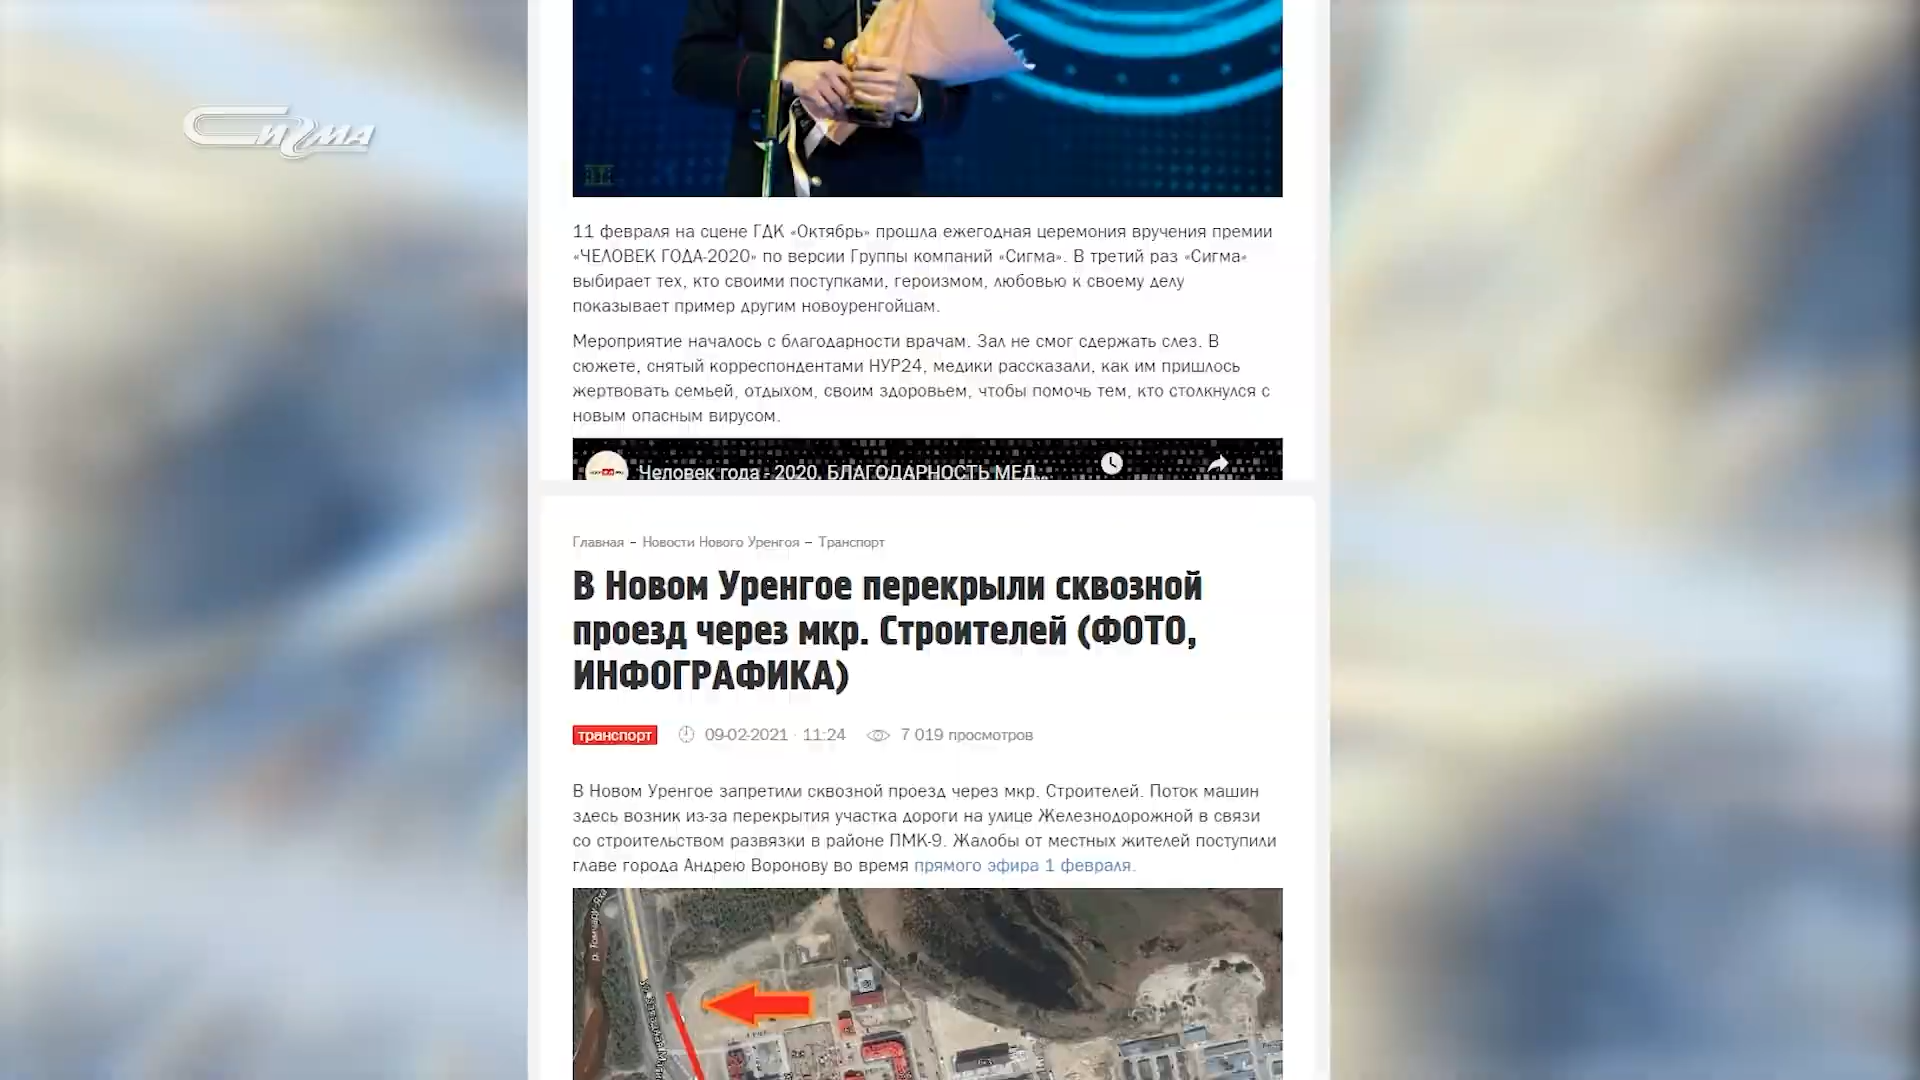 Сигма
11 февраля на сцене ГДК «Октябрь» прошла ежегодная церемония вручения премии
«ЧЕЛОВЕК ГОДА-2020» по версии Группы компаний «Сигма». В третий раз «Сигма»
выбирает тех, кто своими поступками, героизмом, любовью к своему делу
показывает пример другим новоуренгойцам.
Мероприятие началось с благодарности врачам. Зал не смог сдержать слез. В
сюжете, снятый корреспондентами НУР24, медики рассказали, как им пришлось
жертвовать семьей, отдыхом, своим здоровьем, чтобы помочь тем, кто столкнулся с
новым опасным вирусом.
Человек года - 2020. БЛАГОДАРНОСТЬ МЕД...
Главная – Новости Нового Уренгоя – Транспорт
В Новом Уренгое перекрыли сквозной
проезд через мкр. Строителей (ФОТО,
ИНФОГРАФИКА)
транспорт 09-02-2021 · 11:24 7 019 просмотров
В Новом Уренгое запретили сквозной проезд через мкр. Строителей. Поток машин
здесь возник из-за перекрытия участка дороги на улице Железнодорожной в связи
со строительством развязки в районе ПМК-9. Жалобы от местных жителей поступили
главе города Андрею Воронову во время прямого эфира 1 февраля.